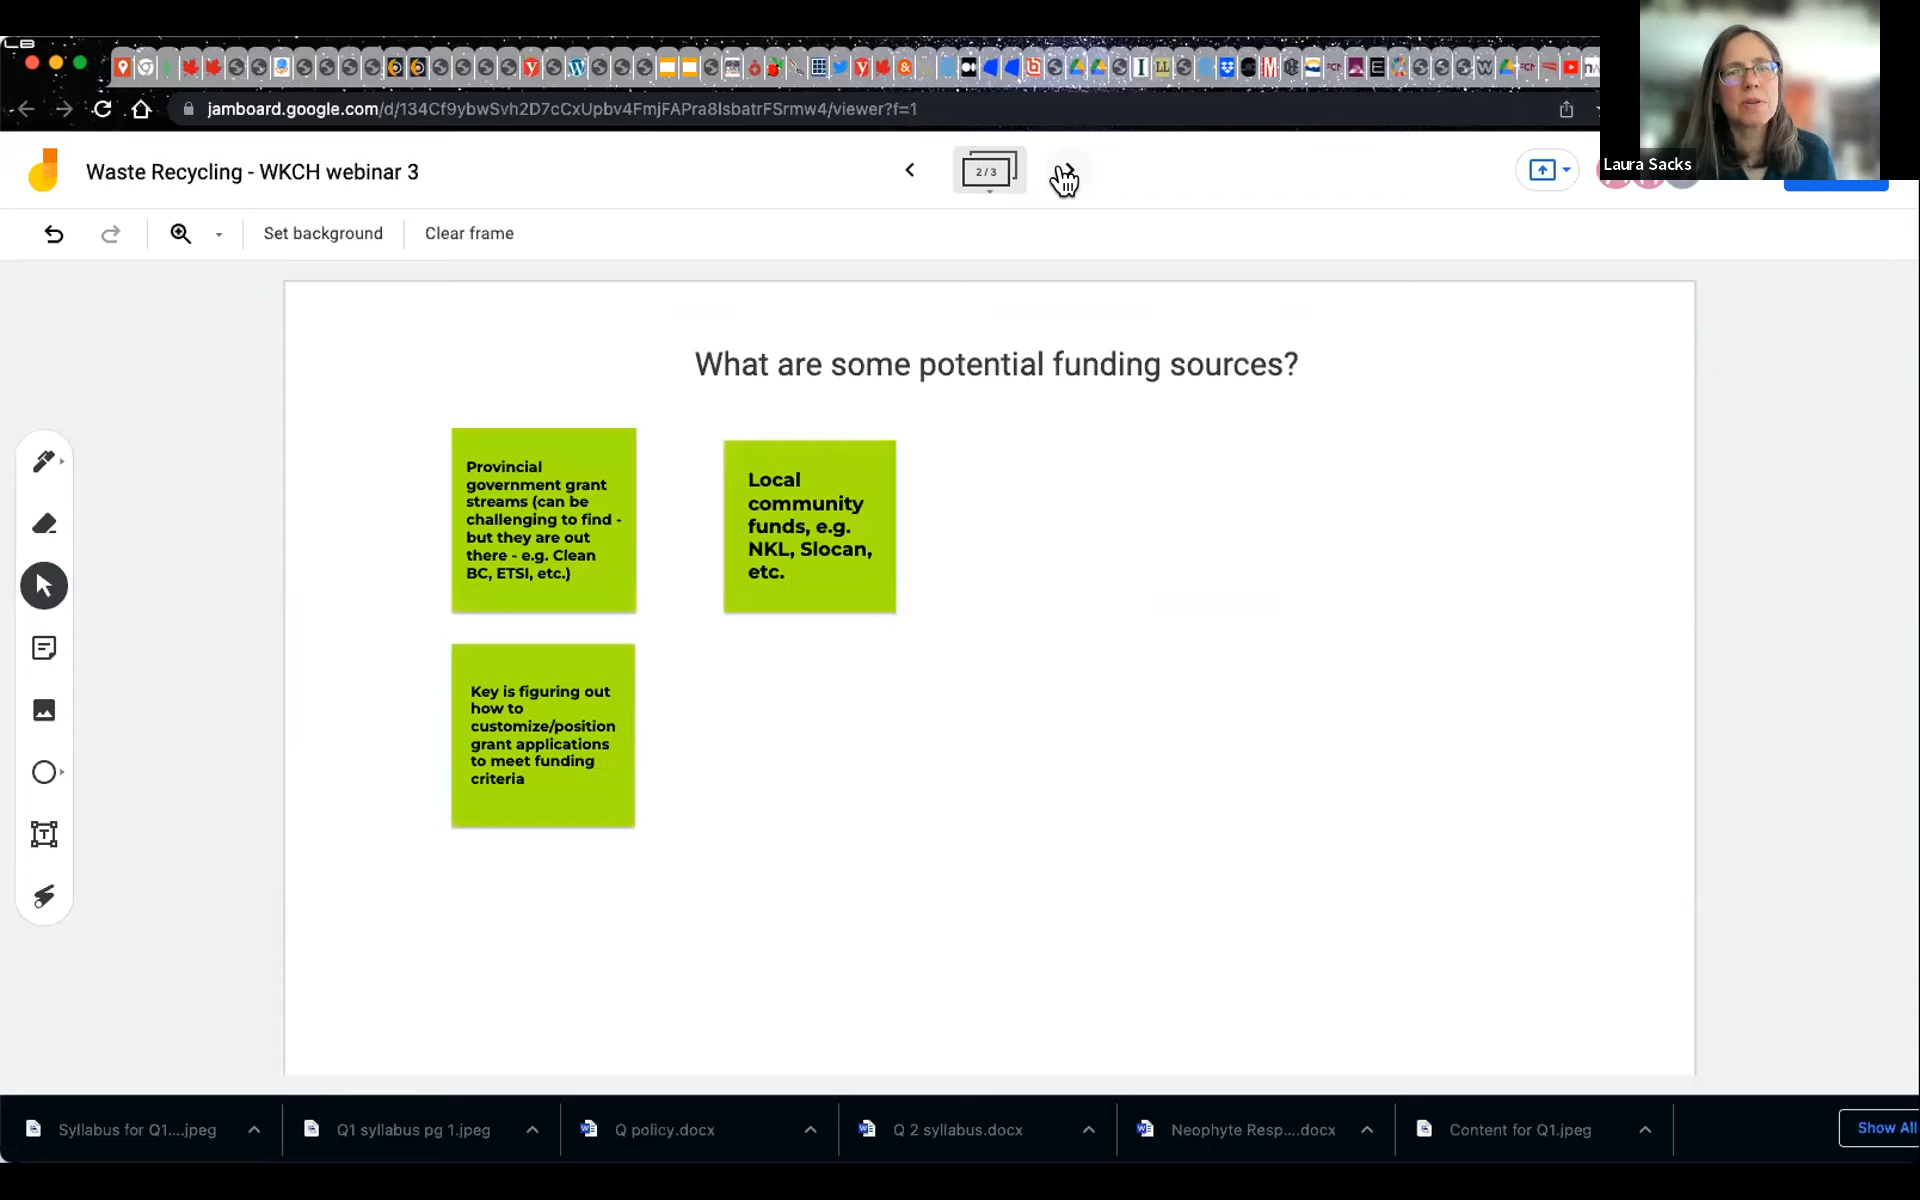 jamboard.google.com/d/134Cf9ybwSvh2D7cCxUpbv4FmjFAPra8IsbatrFSrmw4/viewer?f=1
Laura Sacks
Waste Recycling - WKCH webinar 3
2 / 3
Set background
Clear frame
What are some potential funding sources?
Provincial
government grant
streams (can be
challenging to find -
but they are out
there - e.g. Clean
BC, ETSI, etc.)
Local
community
funds, e.g.
NKL, Slocan,
etc.
Key is figuring out
how to
customize/position
grant applications
to meet funding
criteria
Syllabus for Q1....jpeg
Q1 syllabus pg 1.jpeg
Q policy.docx
Q 2 syllabus.docx
Neophyte Resp....docx
Content for Q1.jpeg
Show All